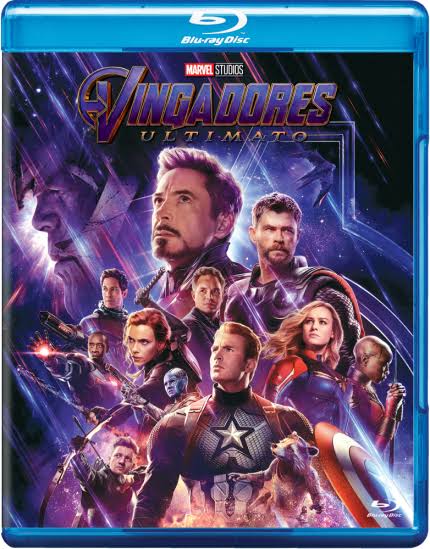 Blu-ray Disc
MARVEL STUDIOS
VINGADORES
ULTIMATO
Blu-ray Disc